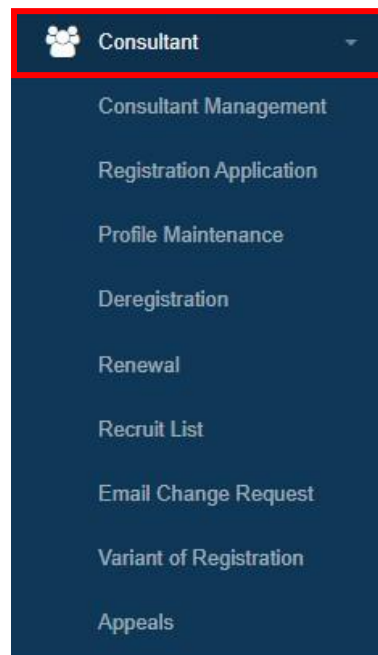 Consultant
Consultant Management
Registration Application
Profile Maintenance
Deregistration
Renewal
Recruit List
Email Change Request
Variant of Registration
Appeals